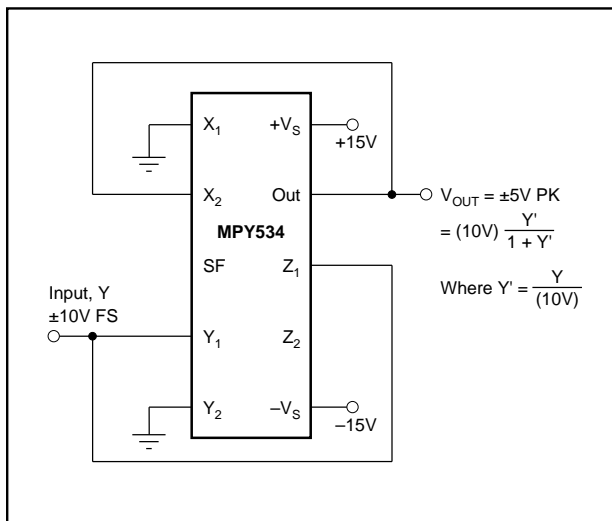 X₁
+Vₛ
+15V
X₂
Out
V_OUT = ±5V PK
MPY534
= (10V) Y' / 1 + Y'
SF
Z₁
Input, Y
±10V FS
Where Y' = Y / (10V)
Y₁
Z₂
Y₂
–Vₛ
–15V